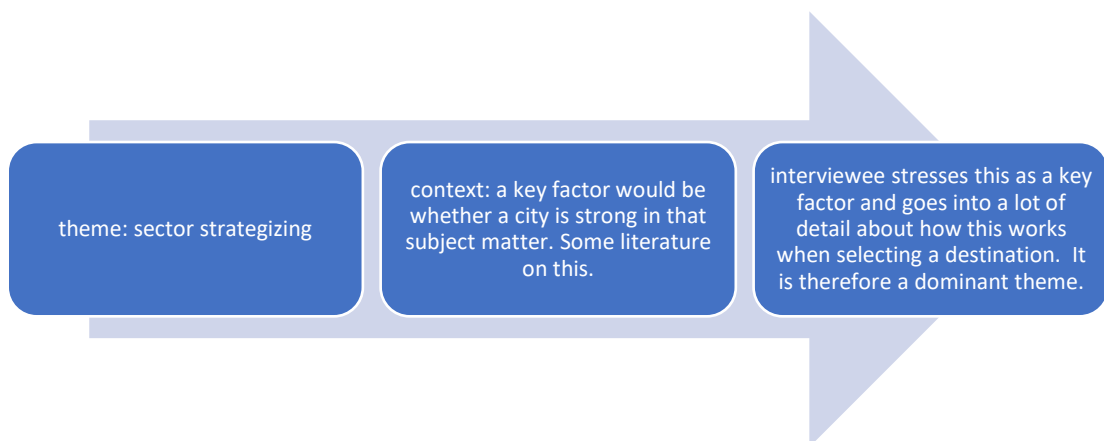 theme: sector strategizing
context: a key factor would be
whether a city is strong in that
subject matter. Some literature
on this.
interviewee stresses this as a key
factor and goes into a lot of
detail about how this works
when selecting a destination.  It
is therefore a dominant theme.